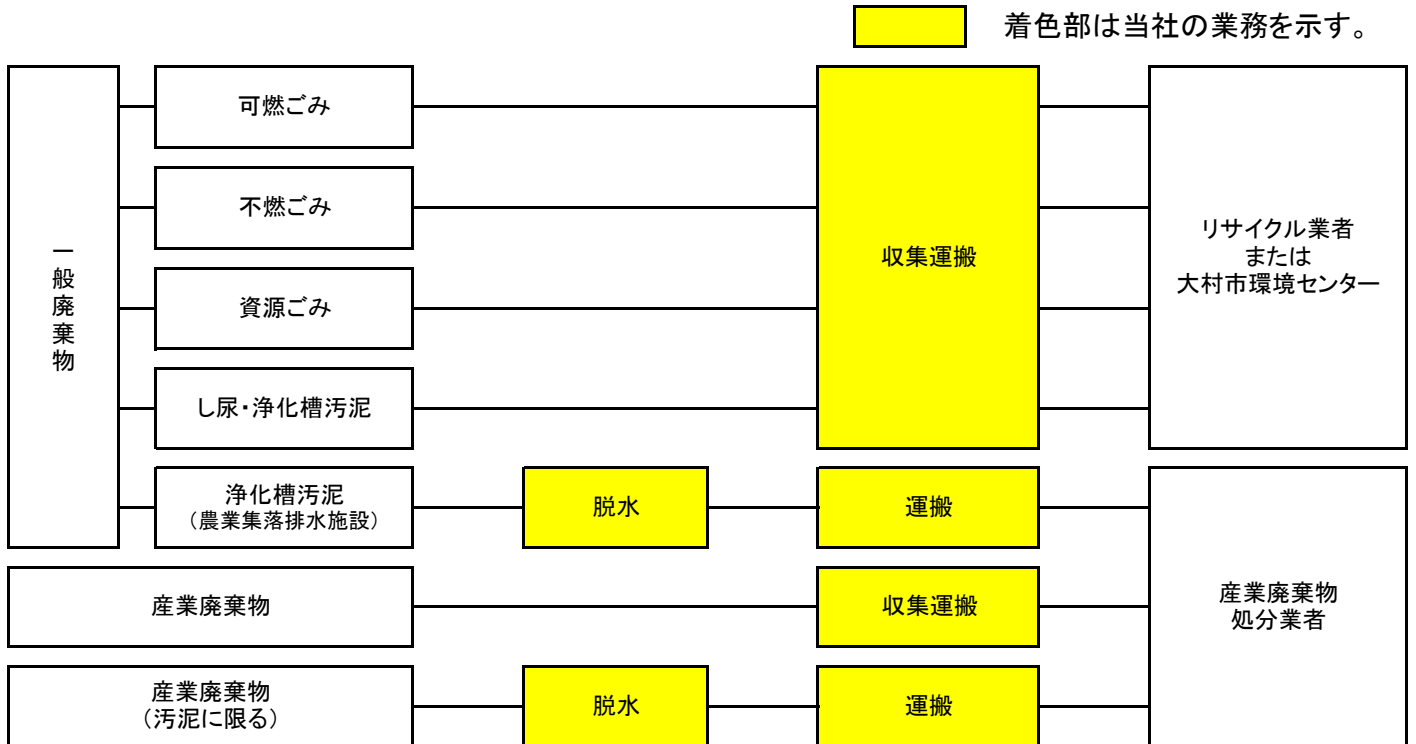 着色部は当社の業務を示す。
一般廃棄物
可燃ごみ
不燃ごみ
資源ごみ
し尿・浄化槽汚泥
収集運搬
リサイクル業者
または
大村市環境センター
浄化槽汚泥
（農業集落排水施設）
脱水
運搬
産業廃棄物
収集運搬
産業廃棄物
処分業者
産業廃棄物
（汚泥に限る）
脱水
運搬